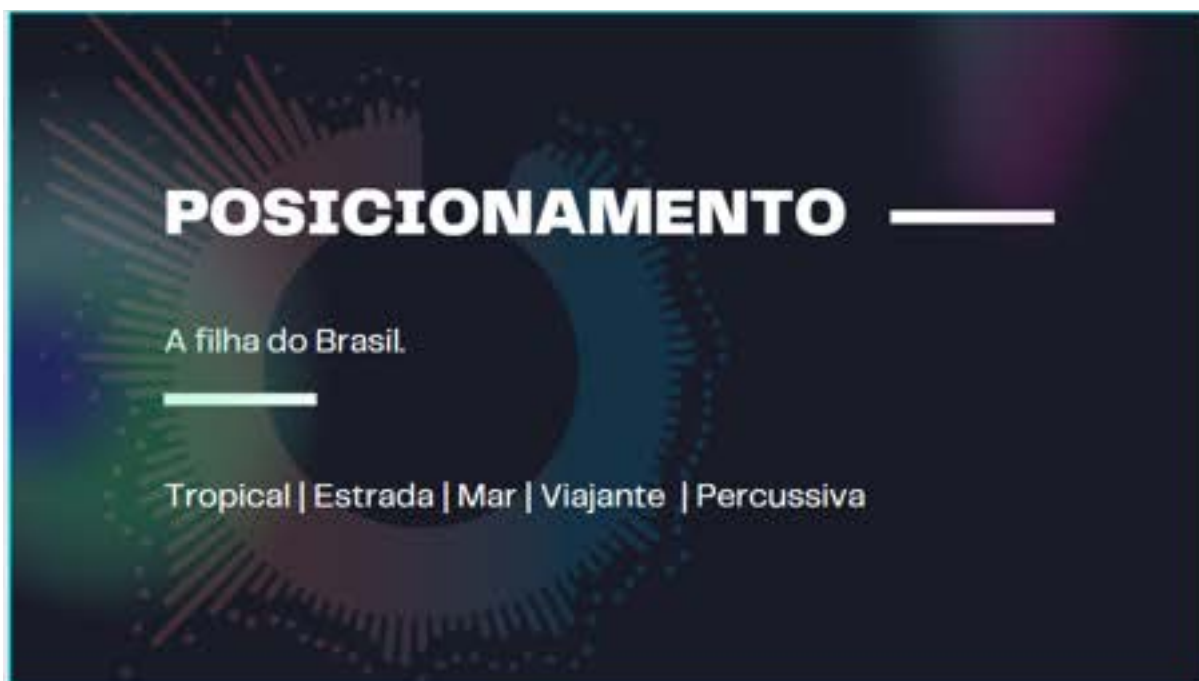 POSICIONAMENTO
A filha do Brasil.
Tropical | Estrada | Mar | Viajante | Percussiva